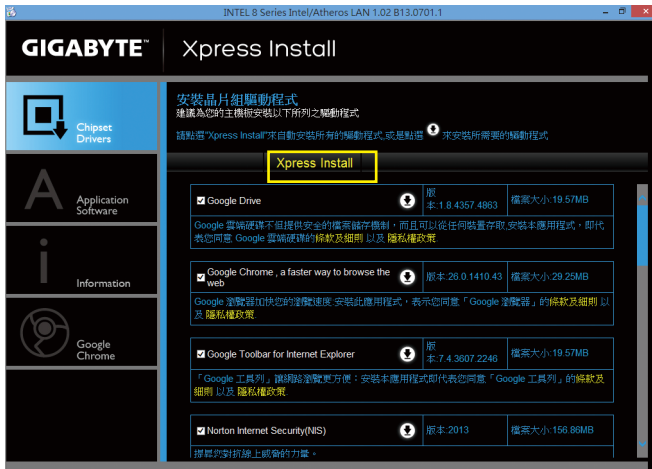 INTEL 8 Series Intel/Atheros LAN 1.02 B13.0701.1
GIGABYTE™
Xpress Install
Chipset
Drivers
Application
Software
Information
Google
Chrome
安裝晶片組驅動程式
建議為您的主機板安裝以下所列之驅動程式
請點選"Xpress Install"來自動安裝所有的驅動程式,或是點選 來安裝所需要的驅動程式
Xpress Install
Google Drive
版
本:1.8.4357.4863
檔案大小:19.57MB
Google 雲端硬碟不但提供安全的檔案儲存機制，而且可以從任何裝置存取.安裝本應用程式，即代
表您同意 Google 雲端硬碟的條款及細則 以及 隱私權政策.
Google Chrome , a faster way to browse the
web
版本:26.0.1410.43
檔案大小:29.25MB
Google 瀏覽器加快您的瀏覽速度.安裝此應用程式，表示您同意「Google 瀏覽器」的條款及細則 以
及 隱私權政策.
Google Toolbar for Internet Explorer
版
本:7.4.3607.2246
檔案大小:19.57MB
「Google 工具列」讓網路瀏覽更方便；安裝本應用程式即代表您同意「Google 工具列」的條款及
細則 以及 隱私權政策.
Norton Internet Security(NIS)
版本:2013
檔案大小:156.86MB
提昇您對抗線上威脅的力量。